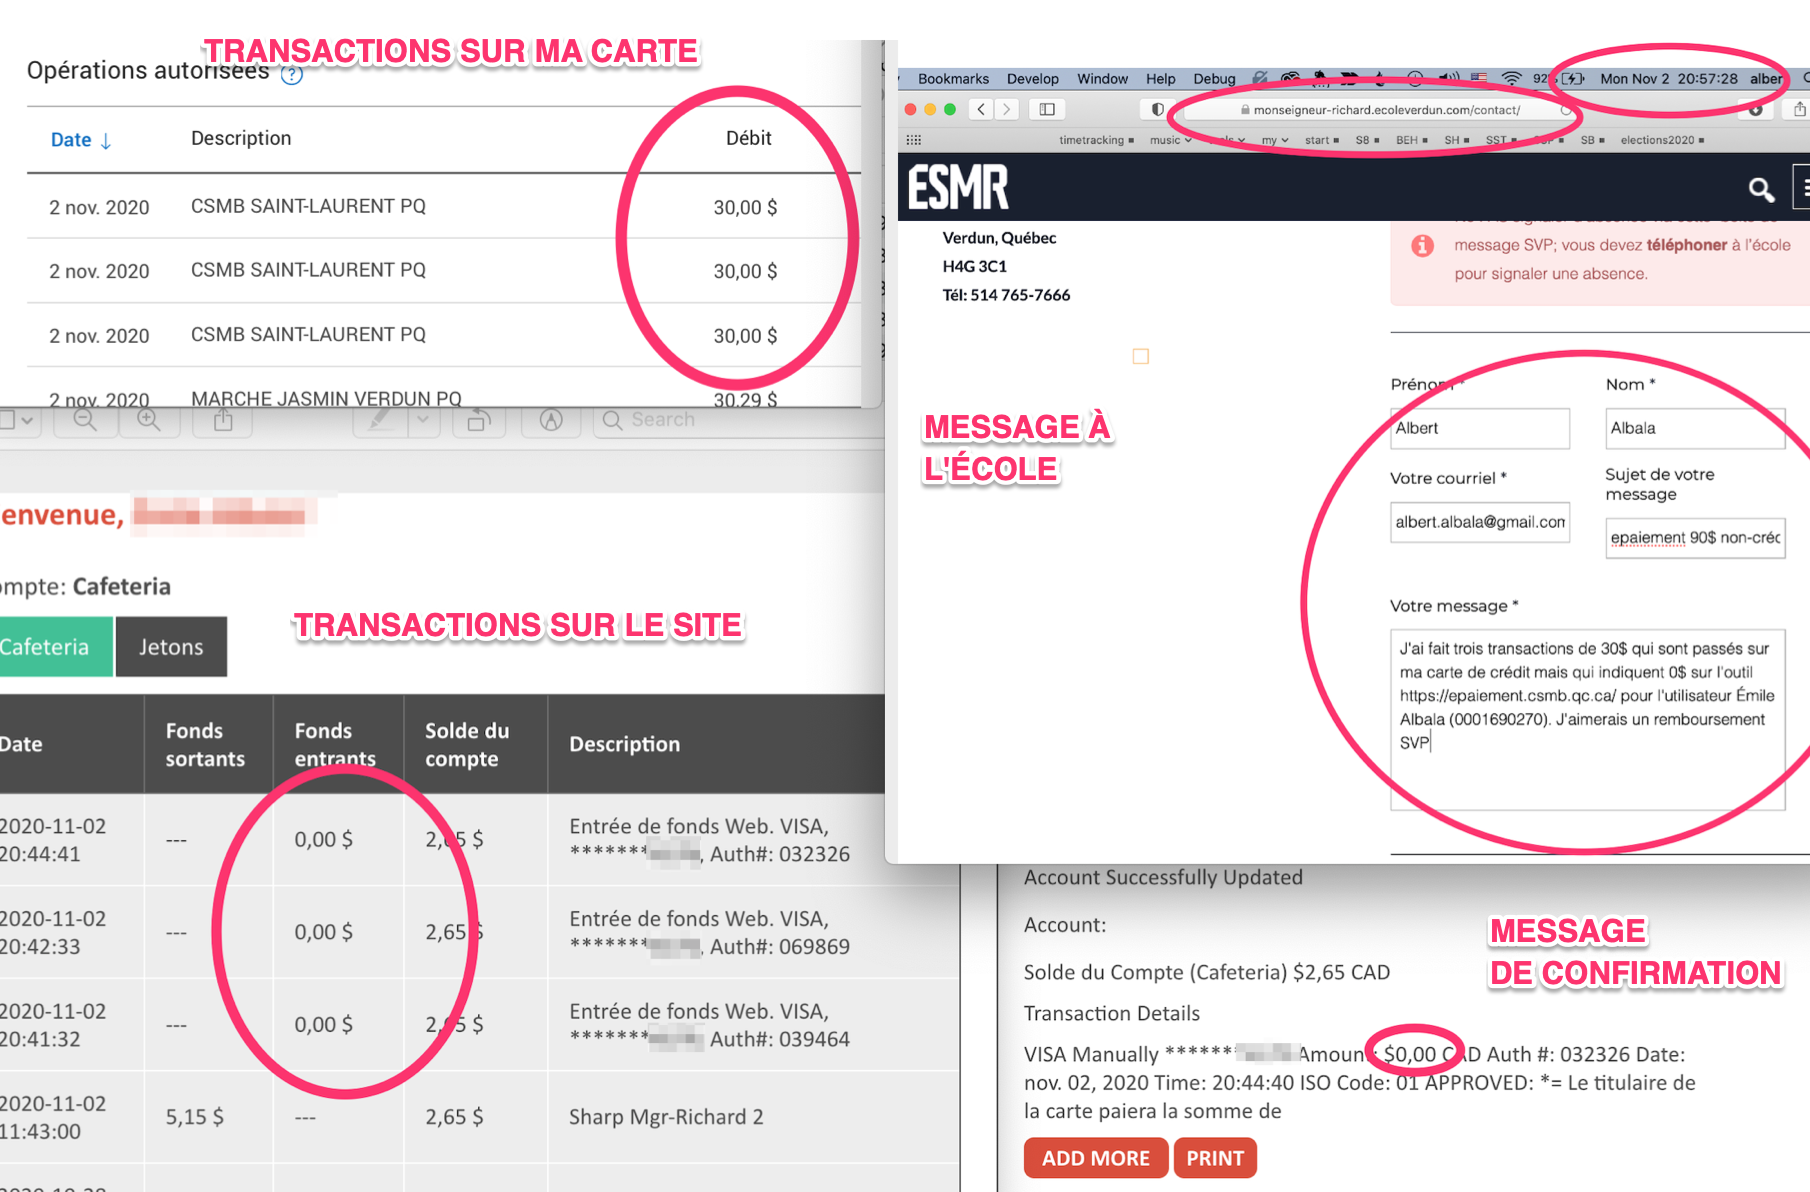 TRANSACTIONS SUR MA CARTE
Opérations autorisées ?
Date ↓ Description Débit
2 nov. 2020 CSMB SAINT-LAURENT PQ 30,00 $
2 nov. 2020 CSMB SAINT-LAURENT PQ 30,00 $
2 nov. 2020 CSMB SAINT-LAURENT PQ 30,00 $
2 nov. 2020 MARCHE JASMIN VERDUN PQ 30,29 $
Search
envenue,
ompte: Cafeteria
Cafeteria Jetons
TRANSACTIONS SUR LE SITE
Date Fonds sortants Fonds entrants Solde du compte Description
2020-11-02 20:44:41 --- 0,00 $ 2,65 $ Entrée de fonds Web. VISA,
*******, Auth#: 032326
2020-11-02 20:42:33 --- 0,00 $ 2,65 $ Entrée de fonds Web. VISA,
*******, Auth#: 069869
2020-11-02 20:41:32 --- 0,00 $ 2,65 $ Entrée de fonds Web. VISA,
******* Auth#: 039464
2020-11-02 11:43:00 5,15 $ --- 2,65 $ Sharp Mgr-Richard 2
Bookmarks Develop Window Help Debug 92% Mon Nov 2 20:57:28 alber
monseigneur-richard.ecoleverdun.com/contact/
timetracking music my start S8 BEH SH SST SB elections2020
ESMR
Verdun, Québec
H4G 3C1
Tél: 514 765-7666
message SVP; vous devez téléphoner à l'école
pour signaler une absence.
MESSAGE À
L'ÉCOLE
Prénom * Nom *
Albert Albala
Votre courriel * Sujet de votre message
albert.albala@gmail.com epaiement 90$ non-créc
Votre message *
J'ai fait trois transactions de 30$ qui sont passés sur
ma carte de crédit mais qui indiquent 0$ sur l'outil
https://epaiement.csmb.qc.ca/ pour l'utilisateur Émile
Albala (0001690270). J'aimerais un remboursement
SVP
Account Successfully Updated
Account:
MESSAGE
DE CONFIRMATION
Solde du Compte (Cafeteria) $2,65 CAD
Transaction Details
VISA Manually ****** Amount: $0,00 CAD Auth #: 032326 Date:
nov. 02, 2020 Time: 20:44:40 ISO Code: 01 APPROVED: *= Le titulaire de
la carte paiera la somme de
ADD MORE PRINT